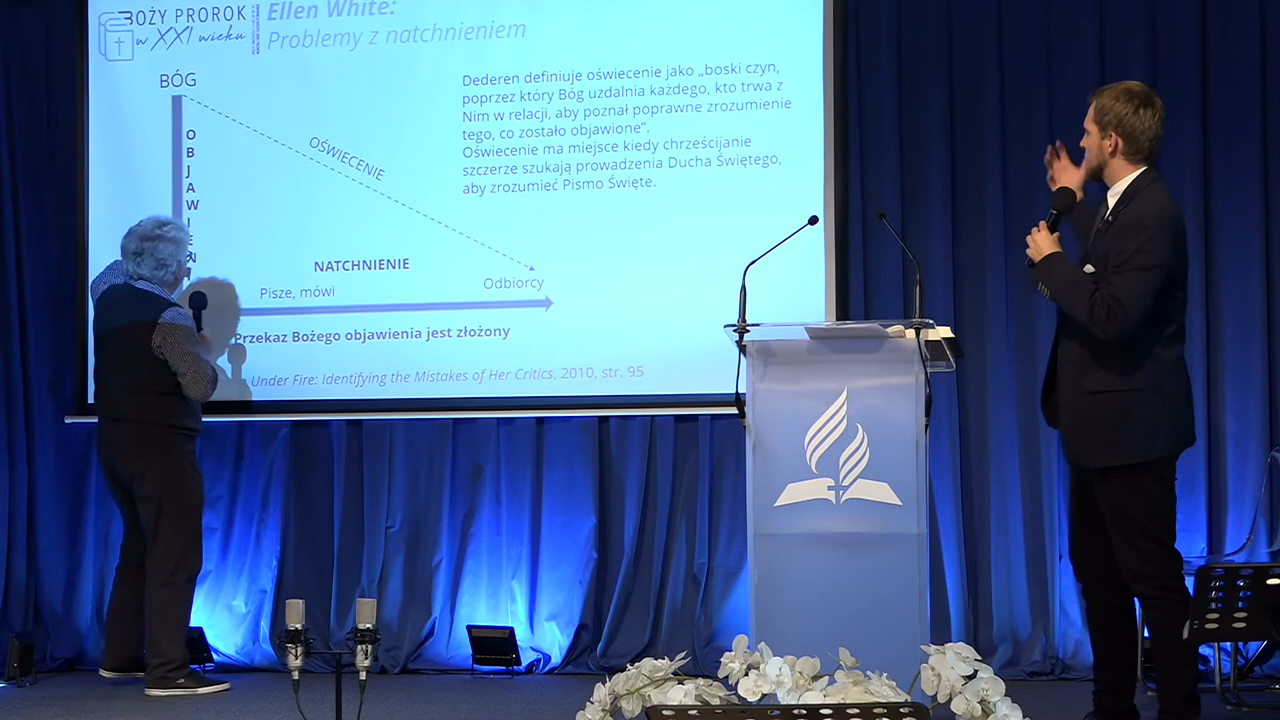 BOŻY PROROK
w XXI wieku
Ellen White:
Problemy z natchnieniem
BÓG
OBJAWIE
OŚWIECENIE
Dederen definiuje oświecenie jako „boski czyn,
poprzez który Bóg uzdalnia każdego, kto trwa z
Nim w relacji, aby poznał poprawne zrozumienie
tego, co zostało objawione”.
Oświecenie ma miejsce kiedy chrześcijanie
szczerze szukają prowadzenia Ducha Świętego,
aby zrozumieć Pismo Święte.
NATCHNIENIE
Pisze, mówi
Odbiorcy
Przekaz Bożego objawienia jest złożony
Under Fire: Identifying the Mistakes of Her Critics, 2010, str. 95